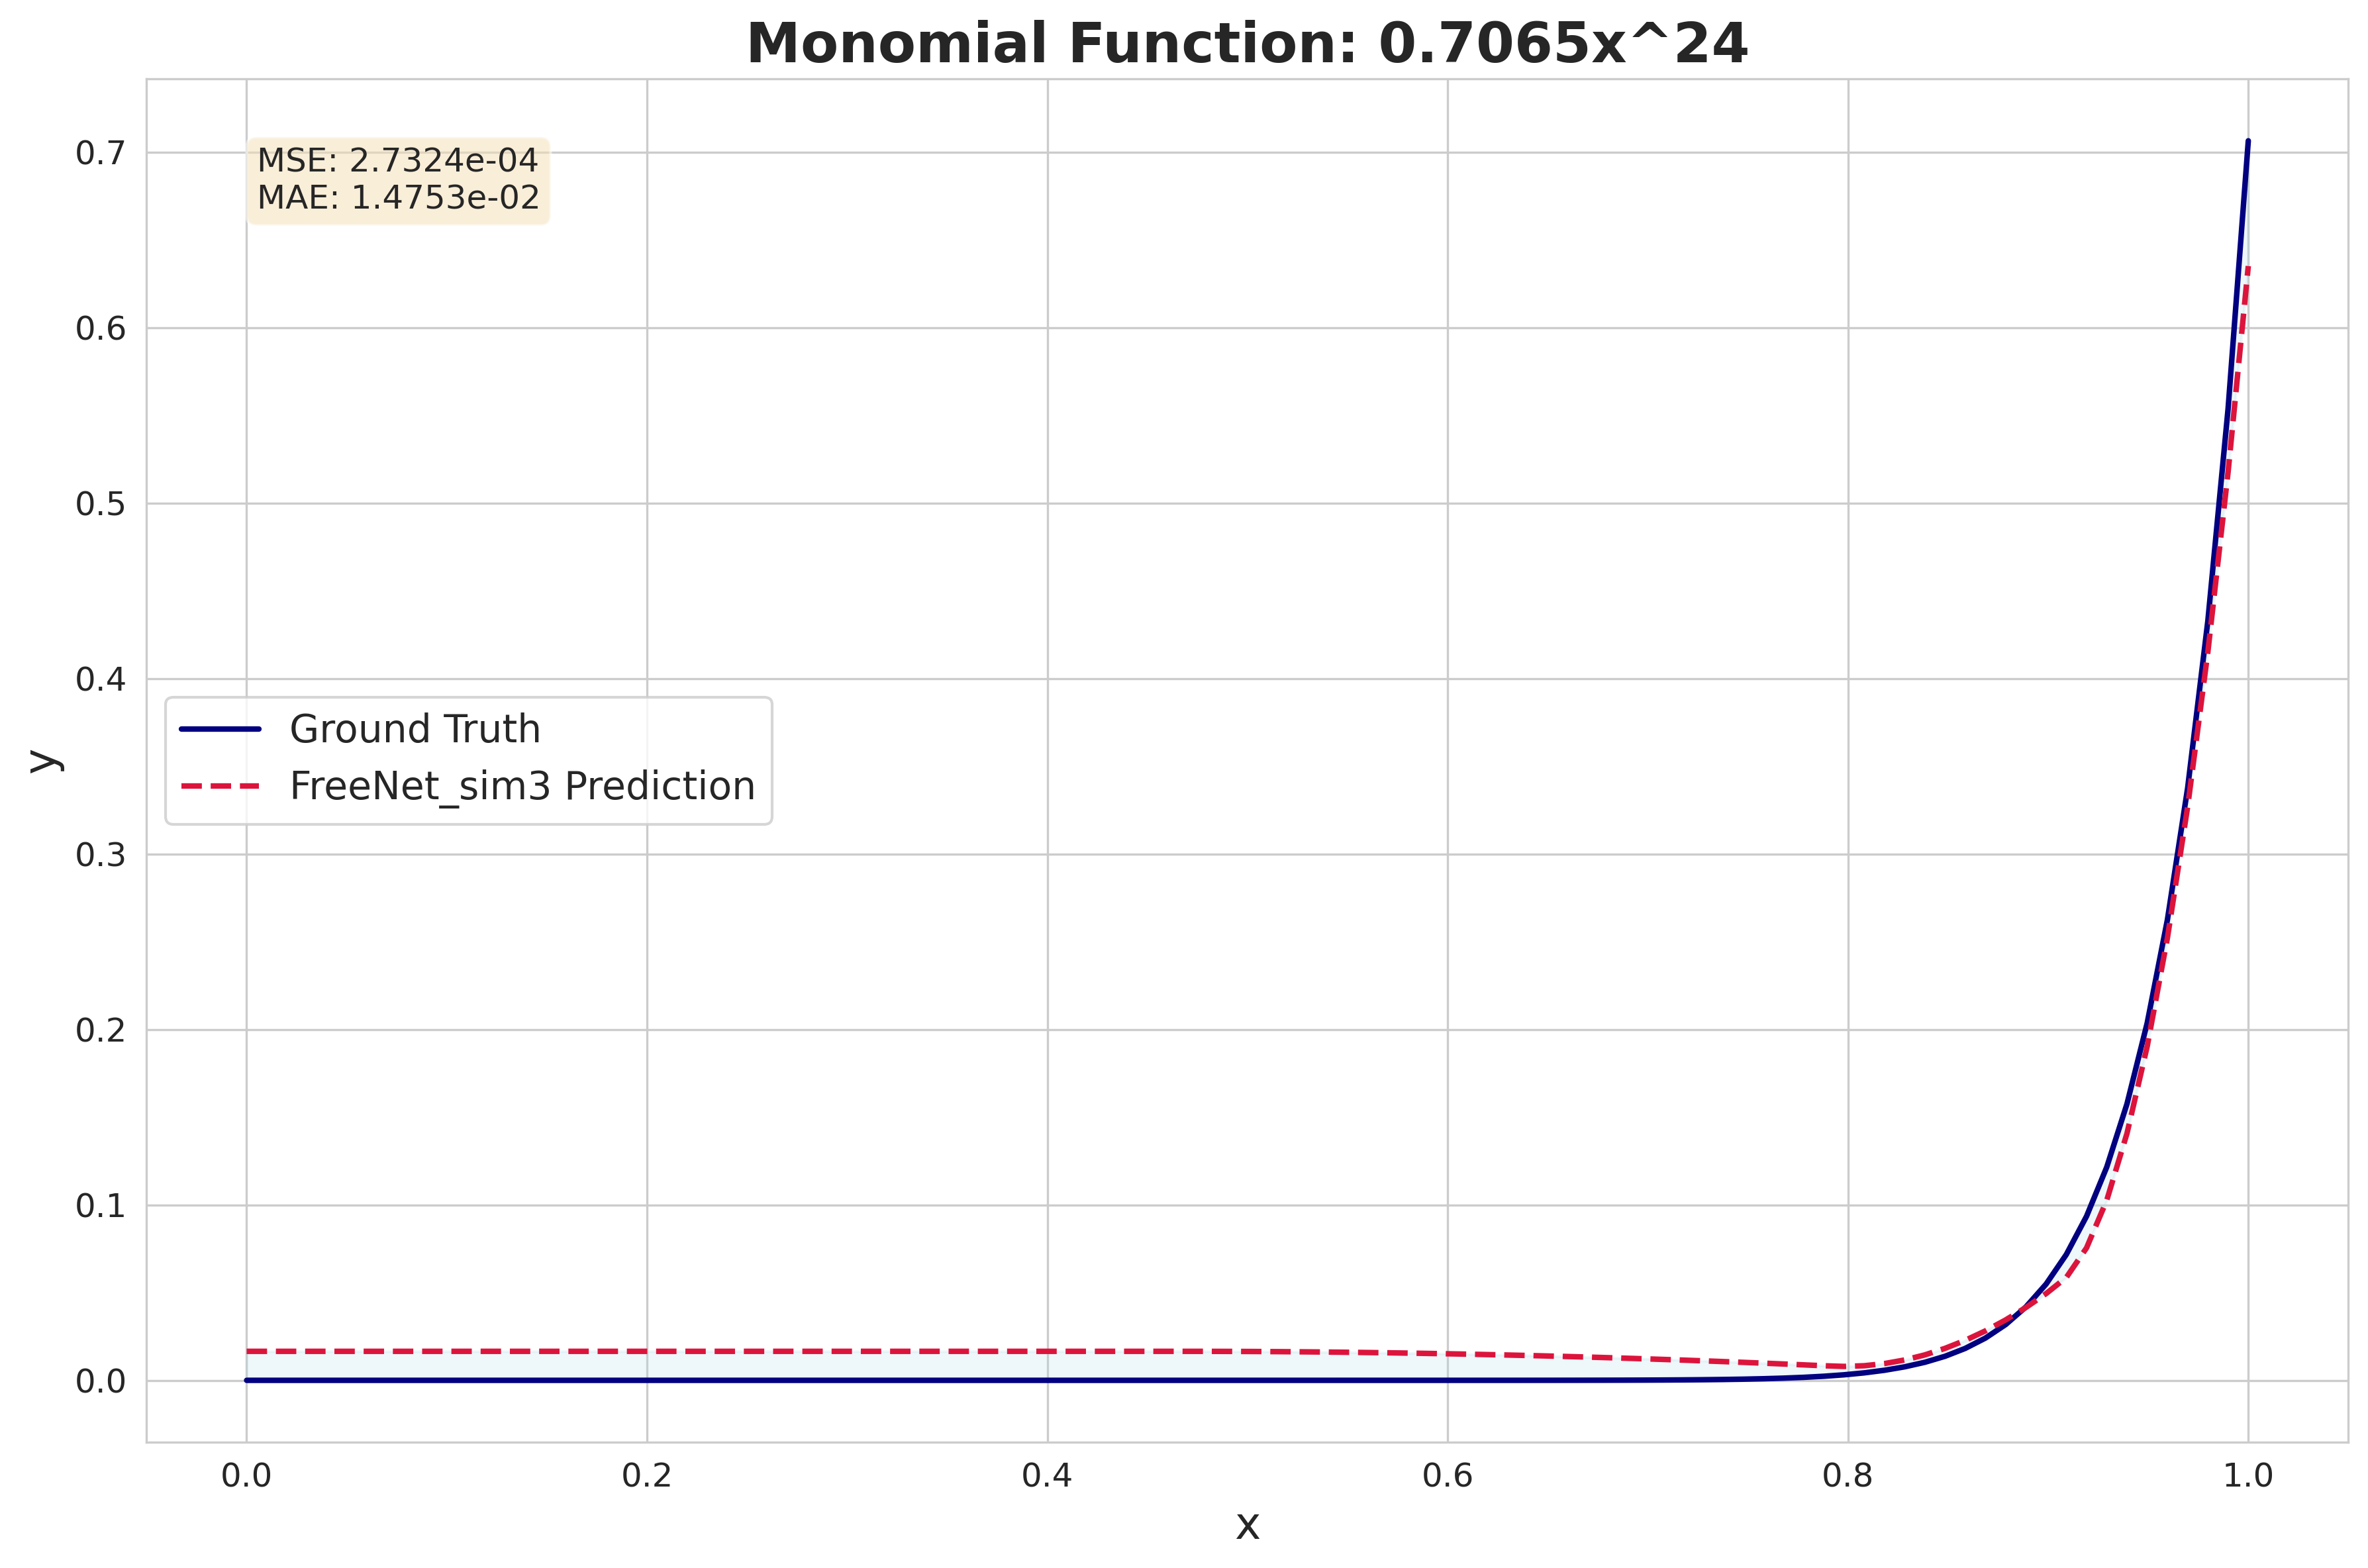 Monomial Function: 0.7065x^24
MSE: 2.7324e-04
MAE: 1.4753e-02
0.7
0.6
0.5
0.4
0.3
0.2
0.1
0.0
y
Ground Truth
FreeNet_sim3 Prediction
0.0 0.2 0.4 0.6 0.8 1.0
x